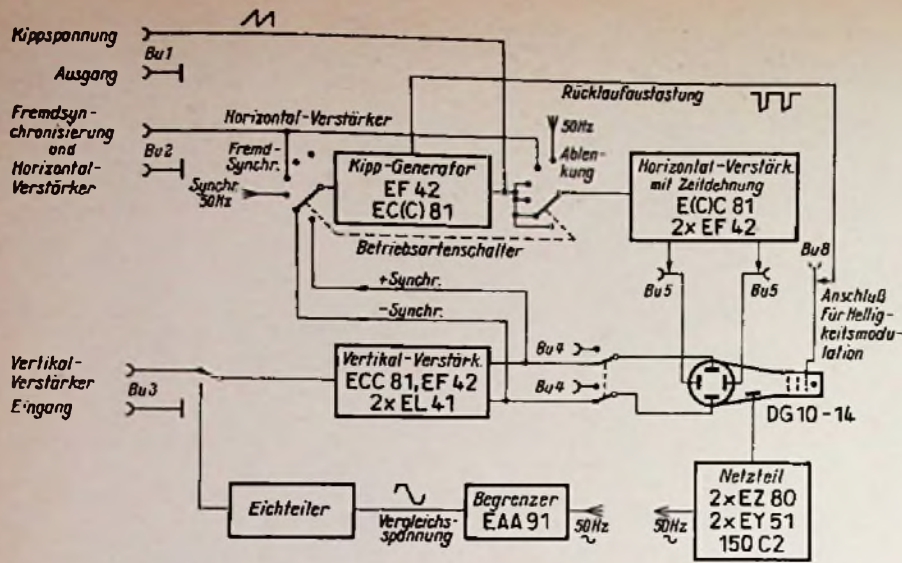 Kippspannung
Bu1
Ausgang
Fremdsyn-
chronisierung
und
Horizontal-
Verstärker
Bu2
Horizontal-Verstärker
Fremd-
Synchr.
Synchr.
50Hz
Kipp-Generator
EF 42
EC(C) 81
Betriebsartenschalter
Rücklaufaustastung
50Hz
Ablen-
kung
Horizontal-Verstärk.
mit Zeitdehnung
E(C)C 81
2x EF 42
Bu5
Bu5
Bu8
Anschluß
für Hellig-
keitsmodu-
lation
+Synchr.
-Synchr.
Vertikal-
Verstärker
Bu3
Eingang
Vertikal-Verstärk.
ECC 81, EF 42
2x EL 41
Bu4
Bu4
DG 10-14
Eichteiler
Vergleichs-
spannung
Begrenzer
EAA 91
50Hz
~
50Hz
~
Netzteil
2x EZ 80
2x EY 51
150 C2